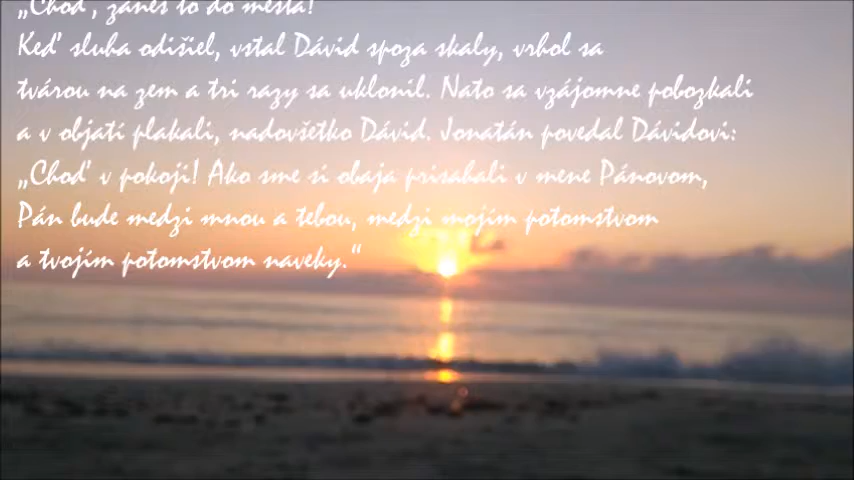 „Choď, zanes to do mesta!“
Keď sluha odišiel, vstal Dávid spoza skaly, vrhol sa
tvárou na zem a tri razy sa uklonil. Nato sa vzájomne pobozkali
a v objatí plakali, nadovšetko Dávid. Jonatán povedal Dávidovi:
„Choď v pokoji! Ako sme si obaja prisahali v mene Pánovom,
Pán bude medzi mnou a tebou, medzi mojím potomstvom
a tvojím potomstvom naveky.“